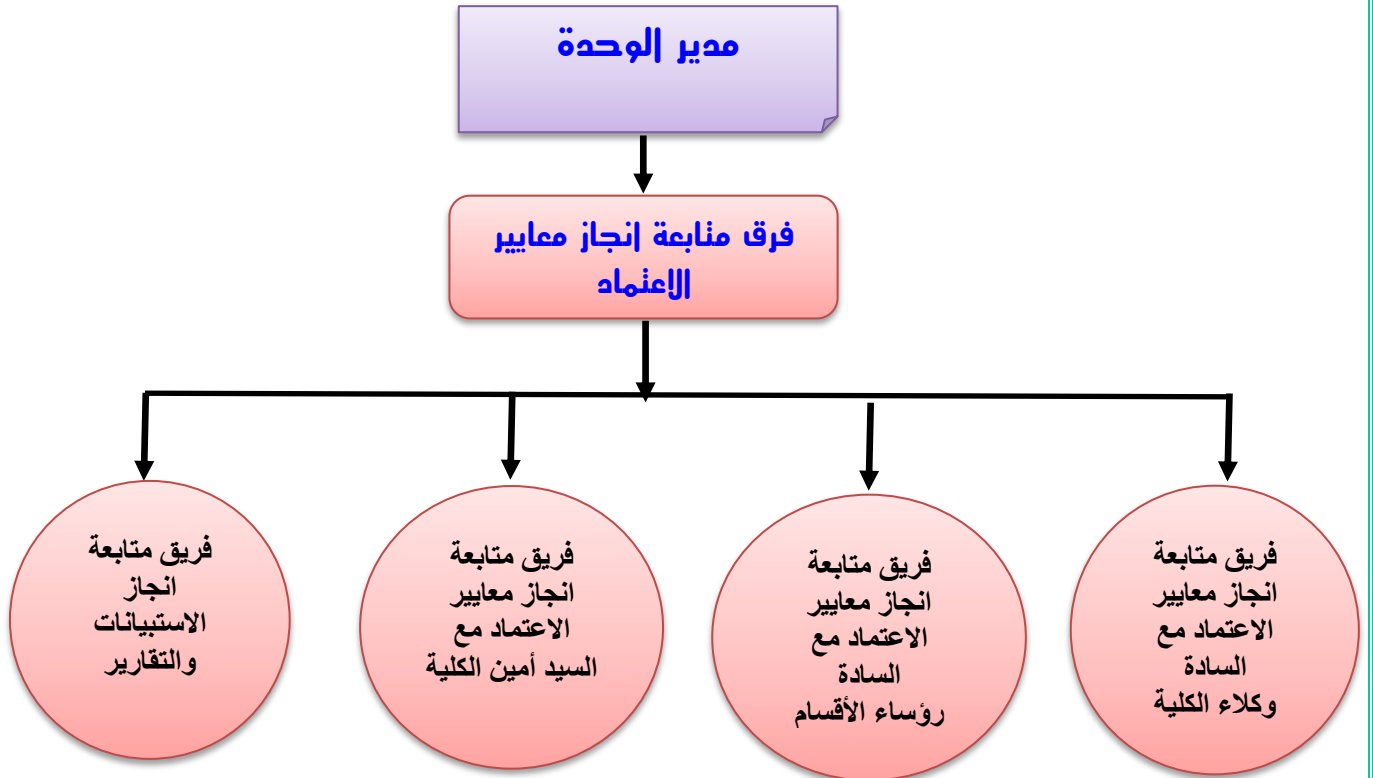 مدير الوحدة
فرق متابعة إنجاز معايير
الاعتماد
فريق متابعة
انجاز معايير
الاعتماد مع
السادة
وكلاء الكلية
فريق متابعة
انجاز معايير
الاعتماد مع
السادة
رؤساء الأقسام
فريق متابعة
انجاز معايير
الاعتماد مع
السيد أمين الكلية
فريق متابعة
انجاز
الاستبيانات
والتقارير